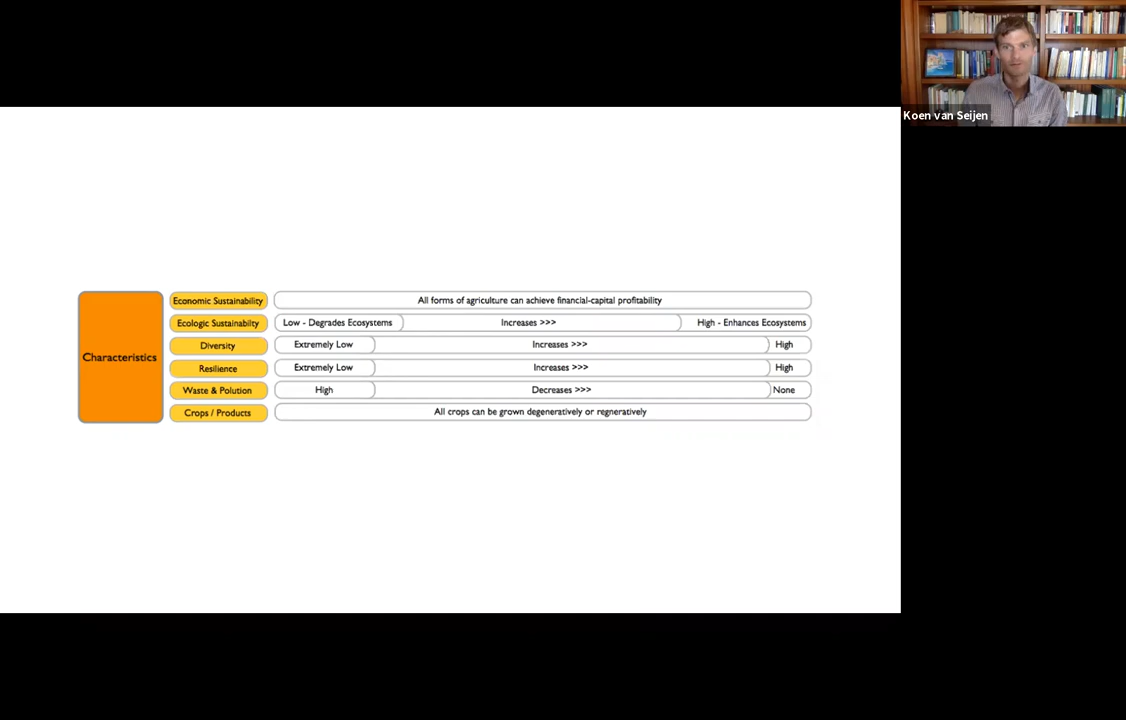 Koen van Seijen
Characteristics
Economic Sustainability
All forms of agriculture can achieve financial-capital profitability
Ecologic Sustainabilty
Low - Degrades Ecosystems
Increases >>>
High - Enhances Ecosystems
Diversity
Extremely Low
Increases >>>
High
Resilience
Extremely Low
Increases >>>
High
Waste & Polution
High
Decreases >>>
None
Crops / Products
All crops can be grown degeneratively or regneratively